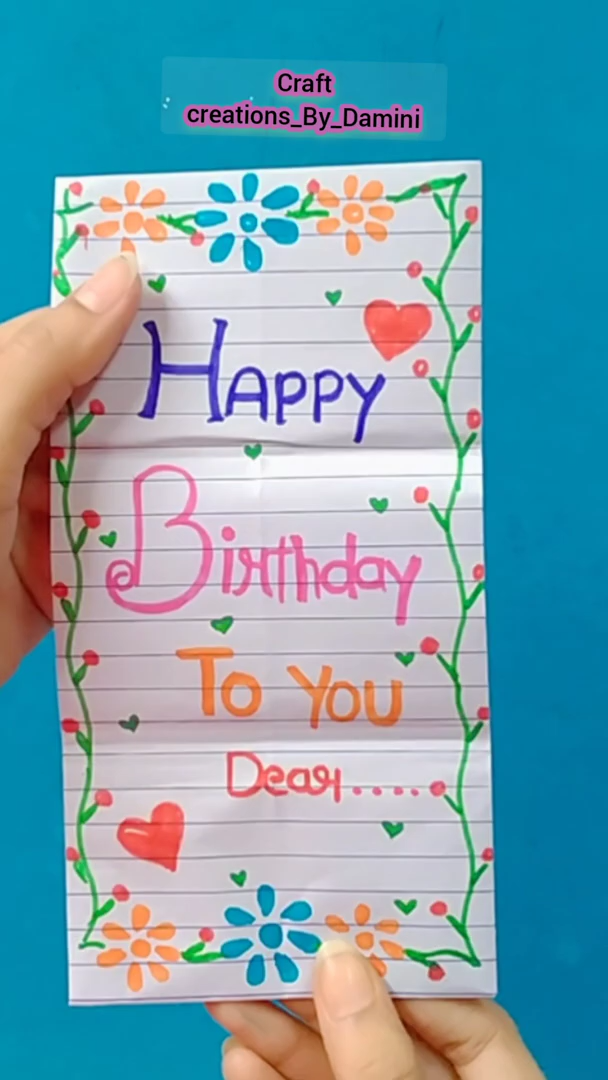 Craft
creations_By_Damini
HAPPY
Birthday
To YOU
Dear.....